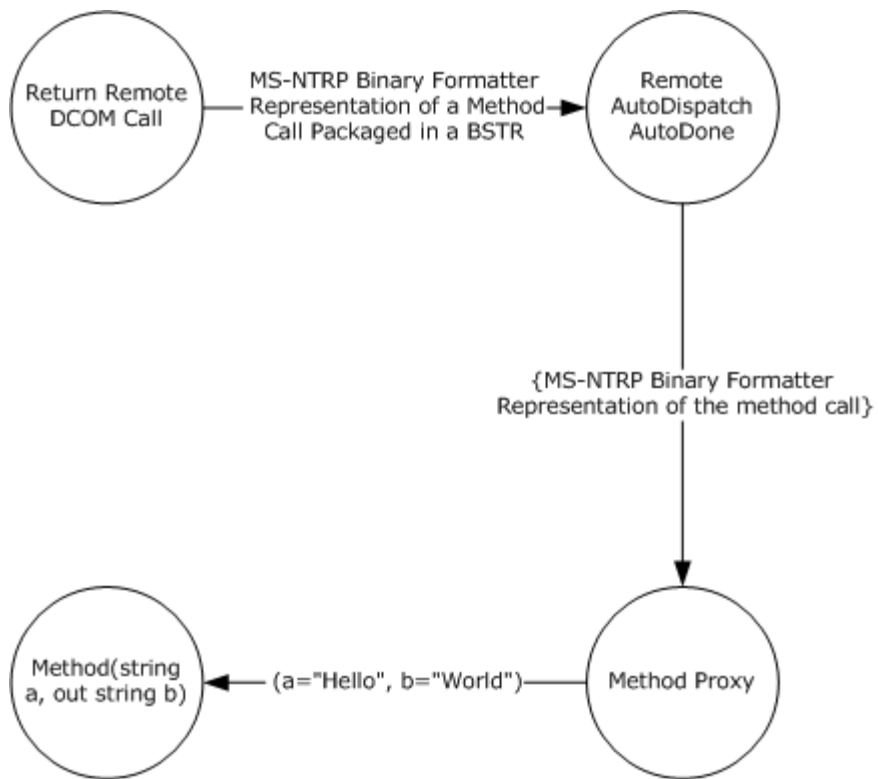 Return Remote
DCOM Call
MS-NTRP Binary Formatter
Representation of a Method
Call Packaged in a BSTR
Remote
AutoDispatch
AutoDone
{MS-NTRP Binary Formatter
Representation of the method call}
Method(string
a, out string b)
(a="Hello", b="World")
Method Proxy